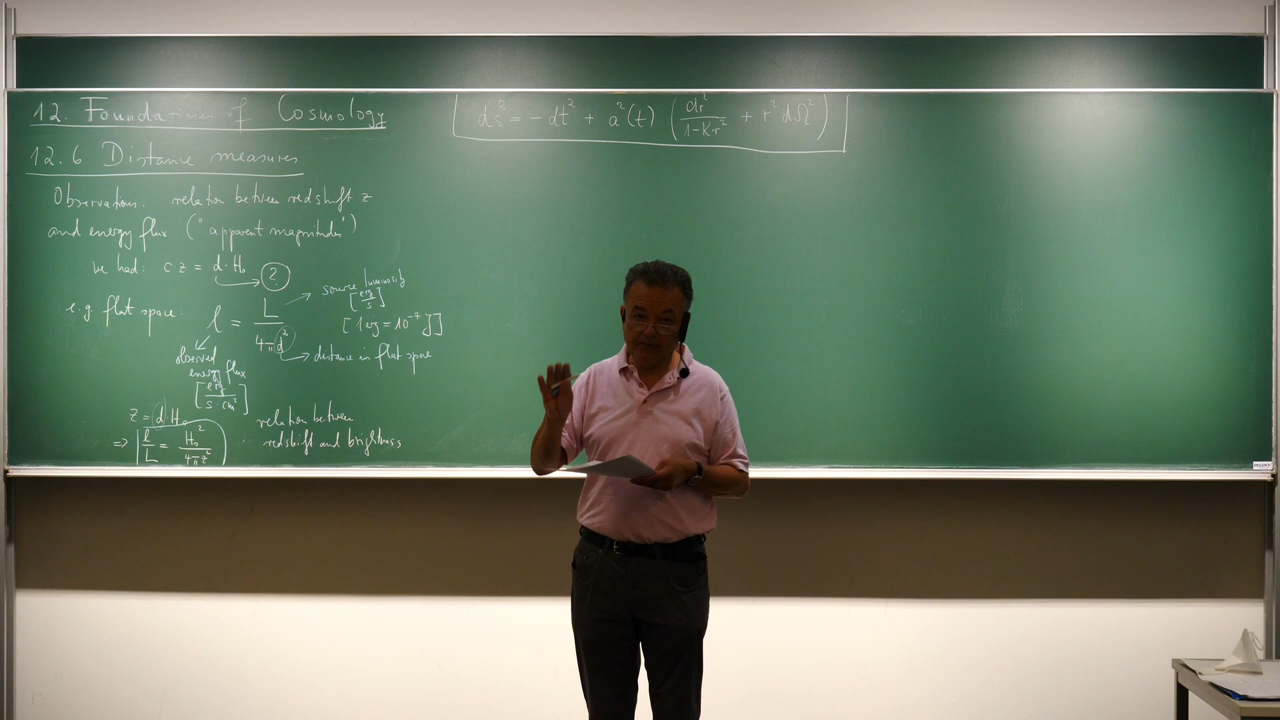 12. Foundations of Cosmology
ds² = - dt² + a²(t) ( dr² / 1-Kr² + r² dΩ² )
12.6 Distance measures
Observations: relation between redshift z
and energy flux ("apparent magnitudes")
we had: cz = d·H₀ → ?
e.g. flat space: ℓ = L / 4πd²
source luminosity
[erg/s]
[1 erg = 10⁻⁷ J]
distance in flat space
observed
energy flux
[erg / s·cm²]
z = d·H₀
⇒ ℓ/L = H₀² / 4πz²
relation between
redshift and brightness